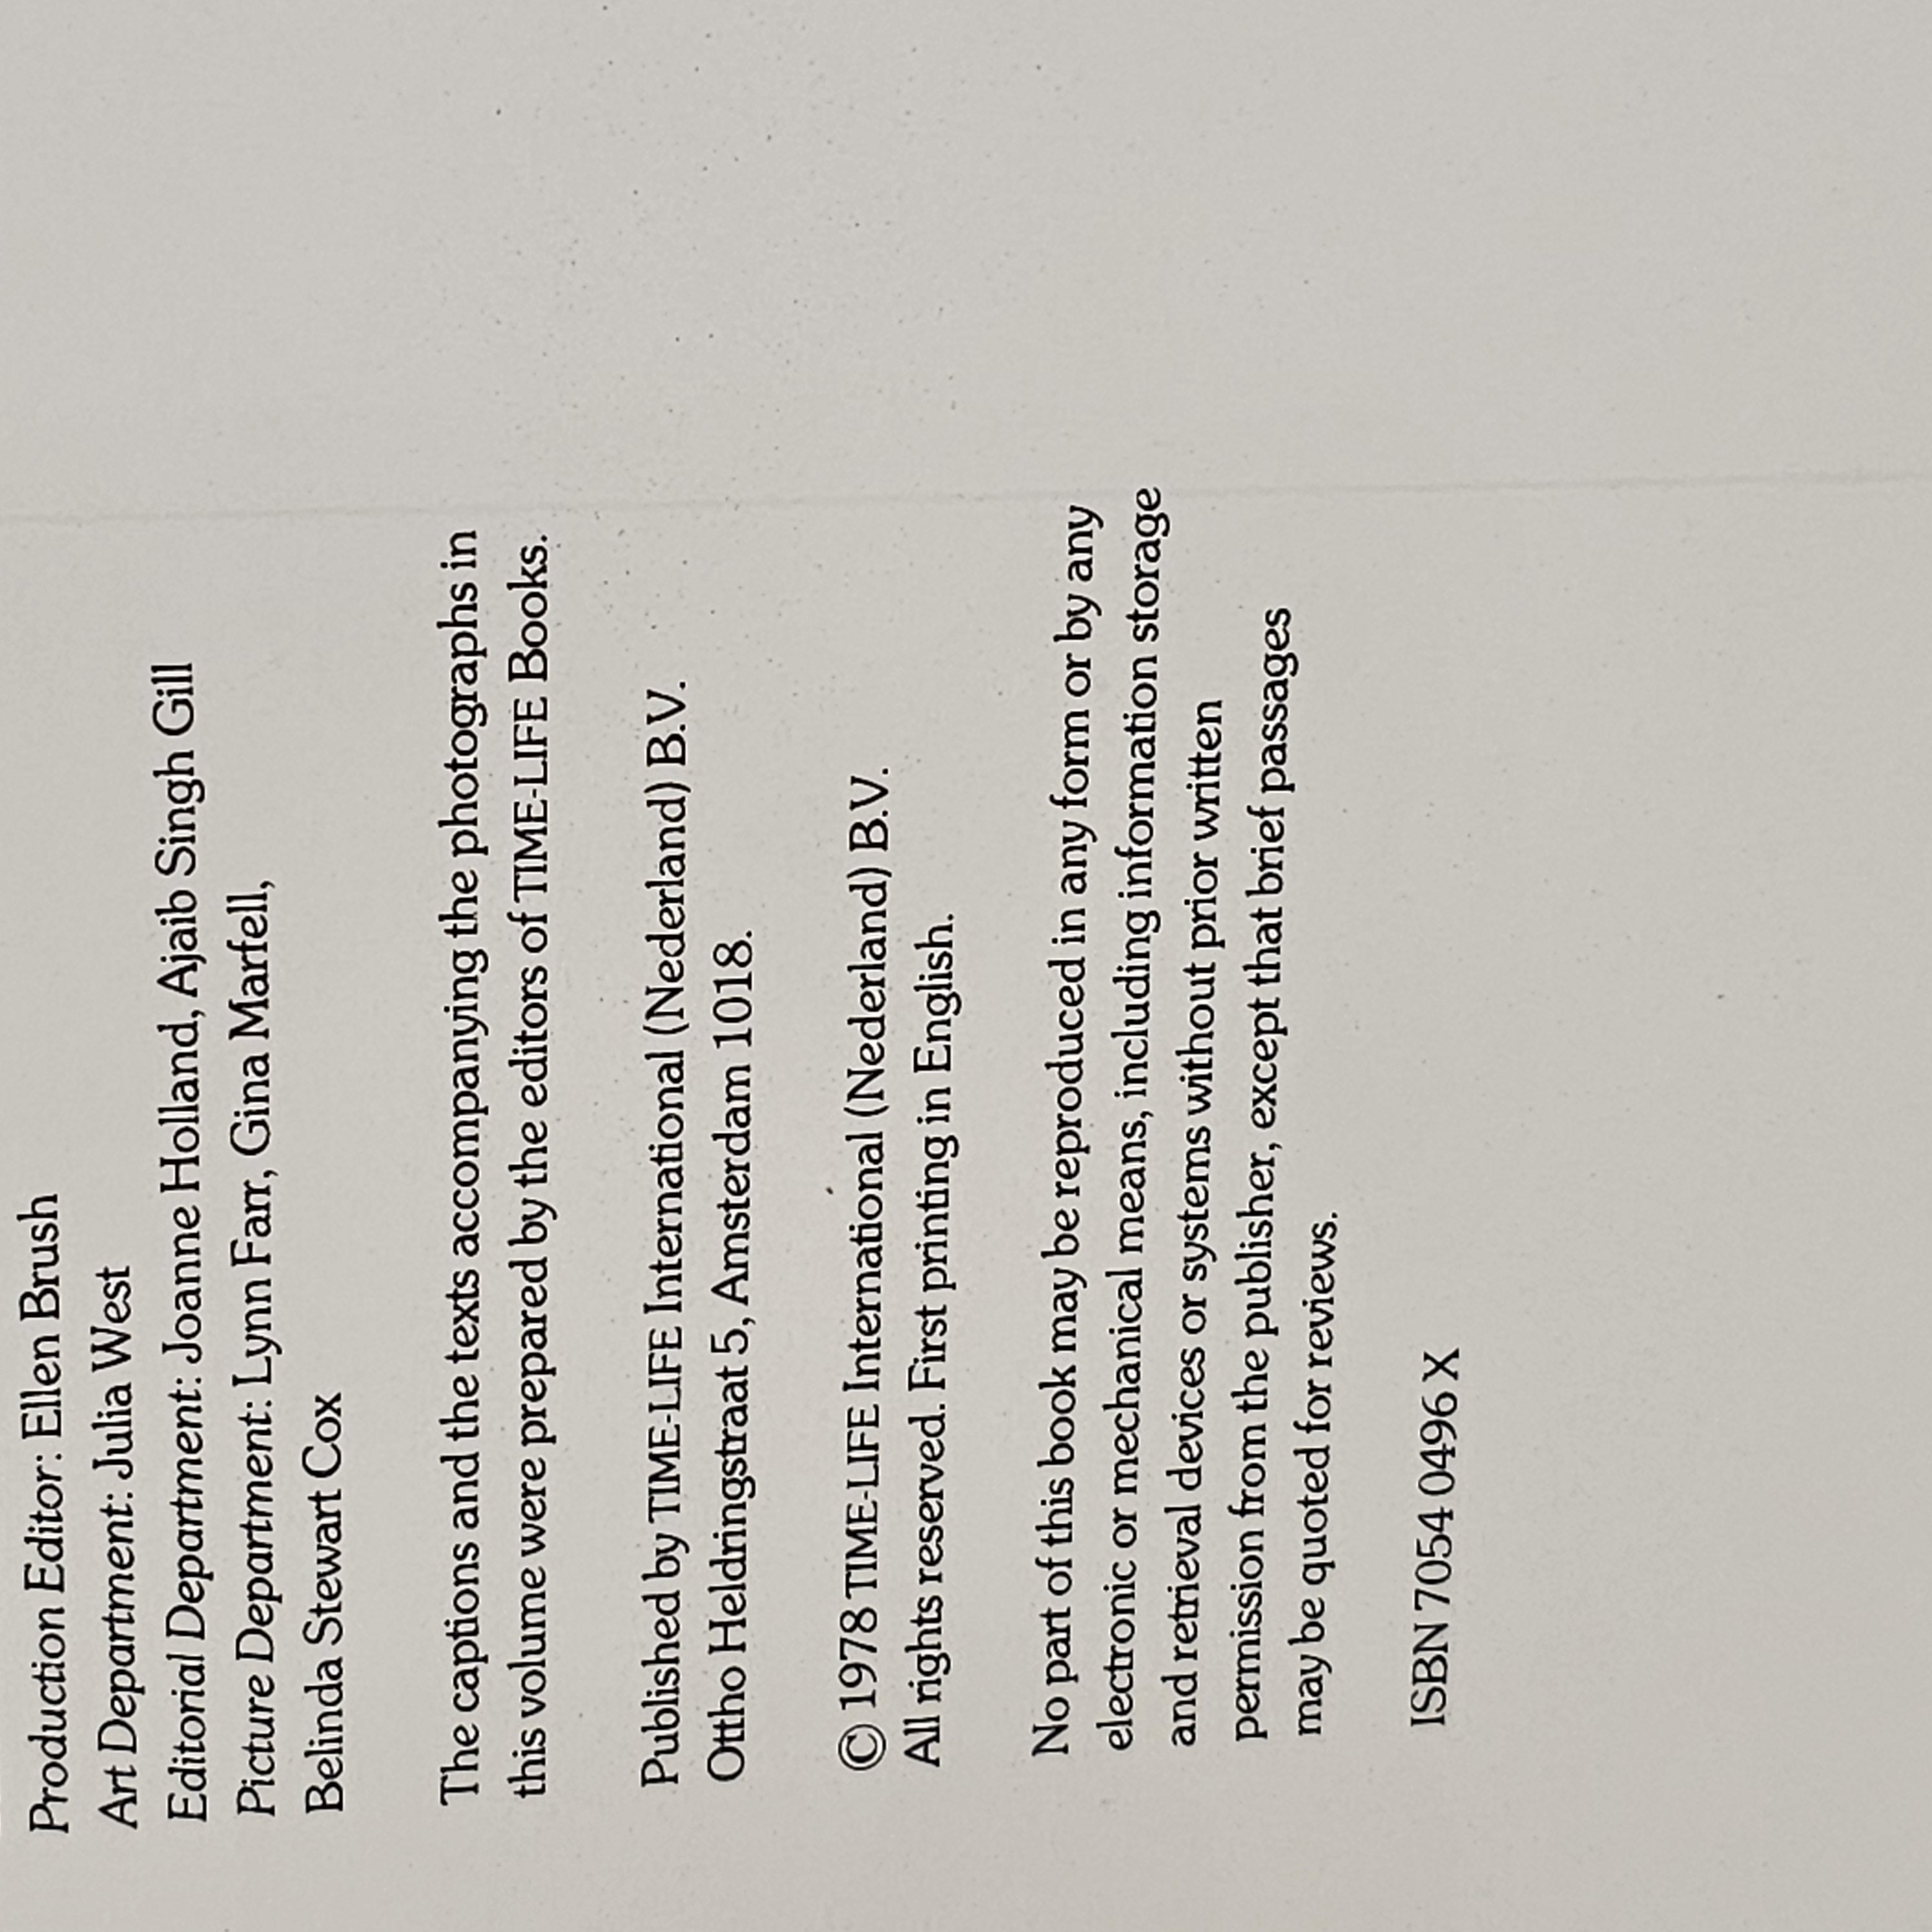 Production Editor: Ellen Brush
Art Department: Julia West
Editorial Department: Joanne Holland, Ajaib Singh Gill
Picture Department: Lynn Farr, Gina Marfell,
Belinda Stewart Cox
The captions and the texts accompanying the photographs in
this volume were prepared by the editors of TIME-LIFE Books.
Published by TIME-LIFE International (Nederland) B.V.
Ottho Heldringstraat 5, Amsterdam 1018.
© 1978 TIME-LIFE International (Nederland) B.V.
All rights reserved. First printing in English.
No part of this book may be reproduced in any form or by any
electronic or mechanical means, including information storage
and retrieval devices or systems without prior written
permission from the publisher, except that brief passages
may be quoted for reviews.
ISBN 7054 0496 X